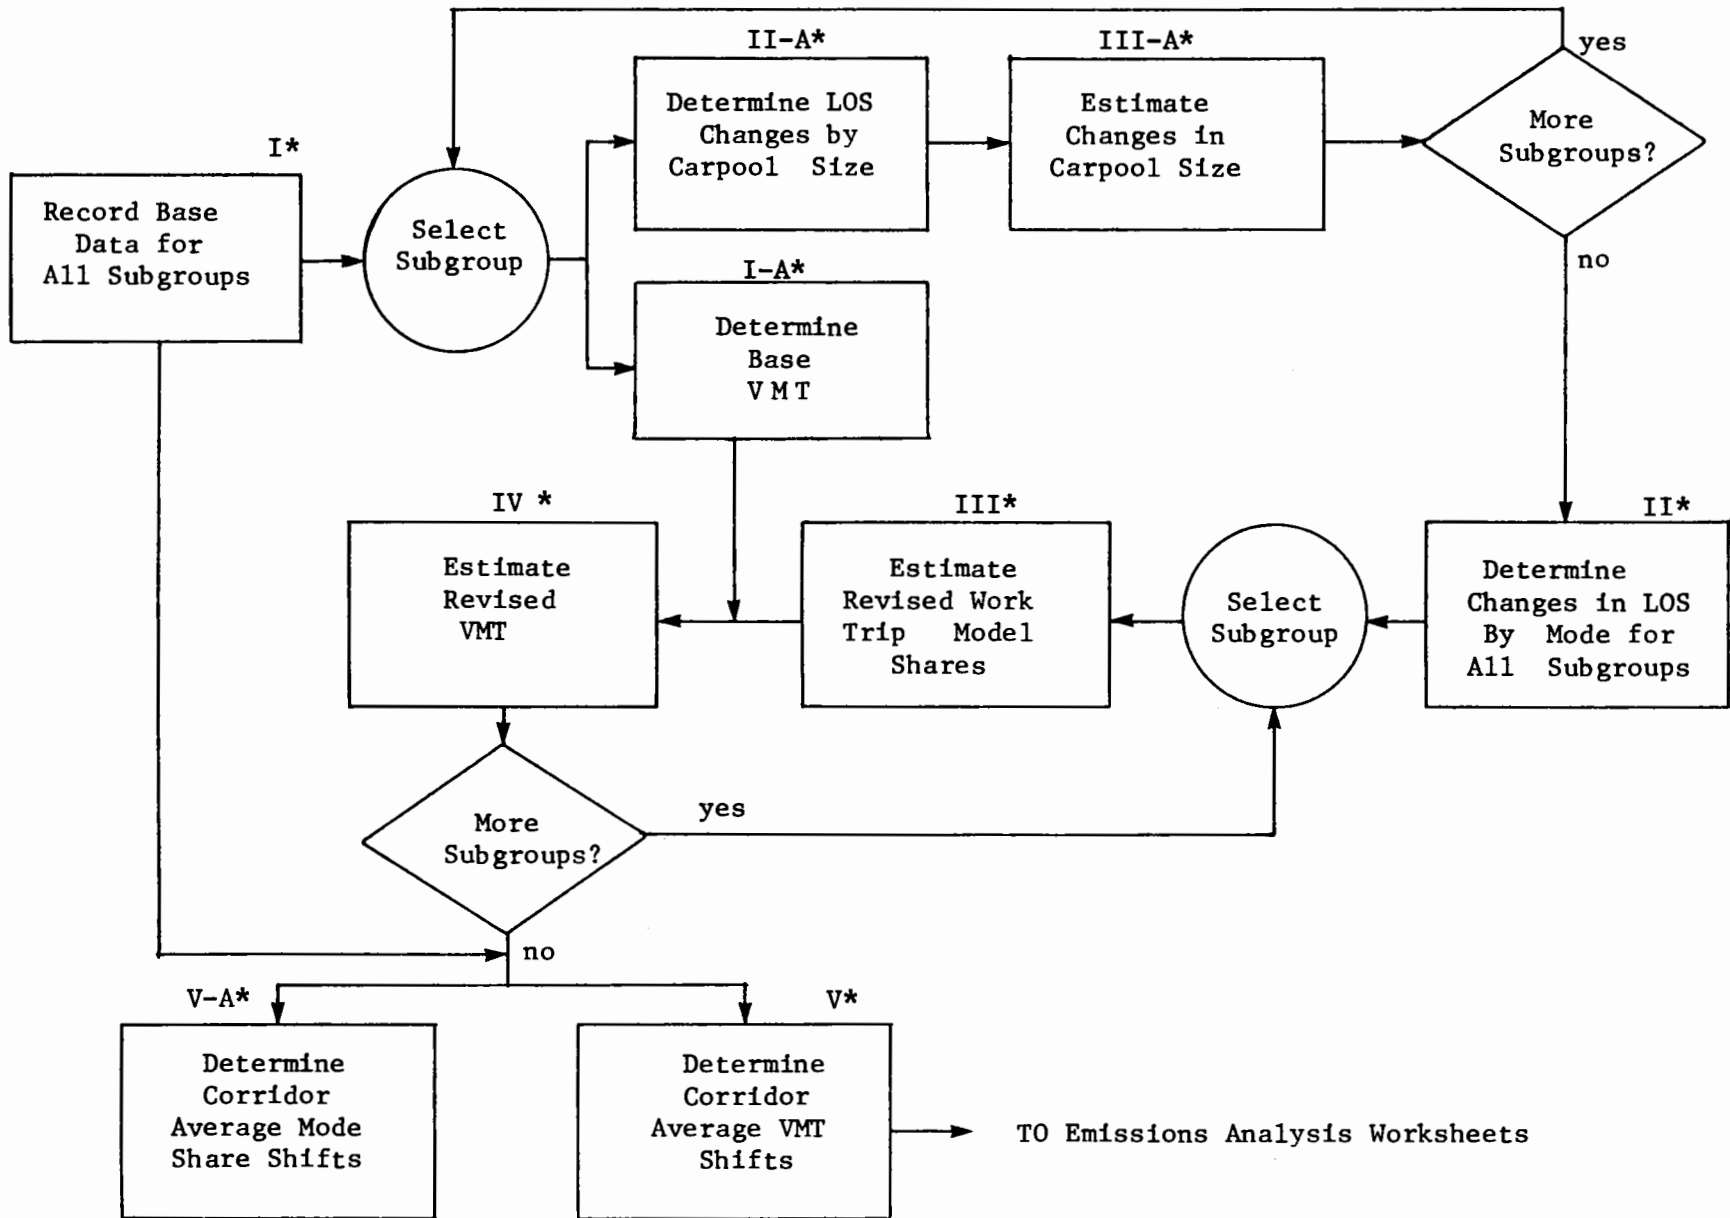 II-A*
III-A*
yes
Determine LOS
Changes by
Carpool Size
Estimate
Changes in
Carpool Size
More
Subgroups?
I*
Record Base
Data for
All Subgroups
Select
Subgroup
no
I-A*
Determine
Base
VMT
IV *
III*
II*
Estimate
Revised
VMT
Estimate
Revised Work
Trip Model
Shares
Select
Subgroup
Determine
Changes in LOS
By Mode for
All Subgroups
More
Subgroups?
yes
no
V-A*
V*
Determine
Corridor
Average Mode
Share Shifts
Determine
Corridor
Average VMT
Shifts
TO Emissions Analysis Worksheets